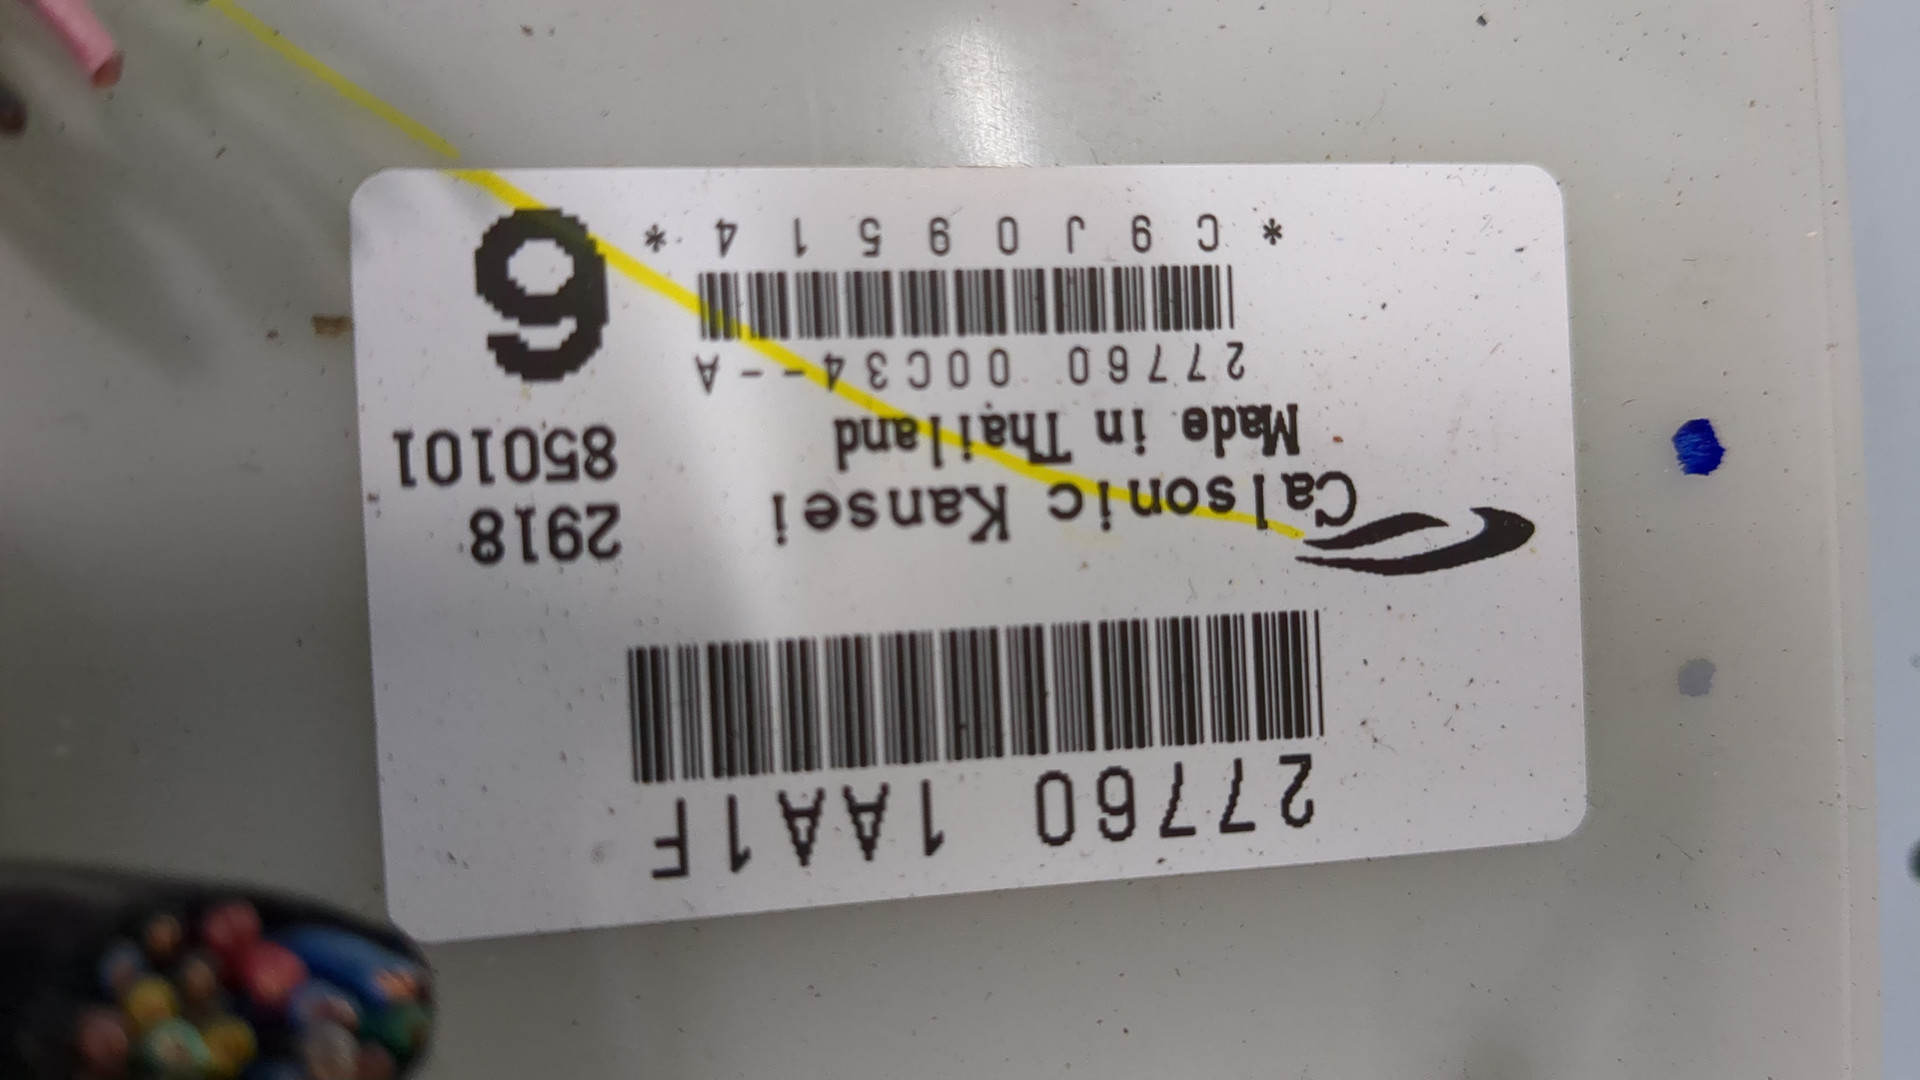 27760 1AA1F
Calsonic Kansei 2918
Made in Thailand 850101
27760 00C34--A
*C9J09514* 6